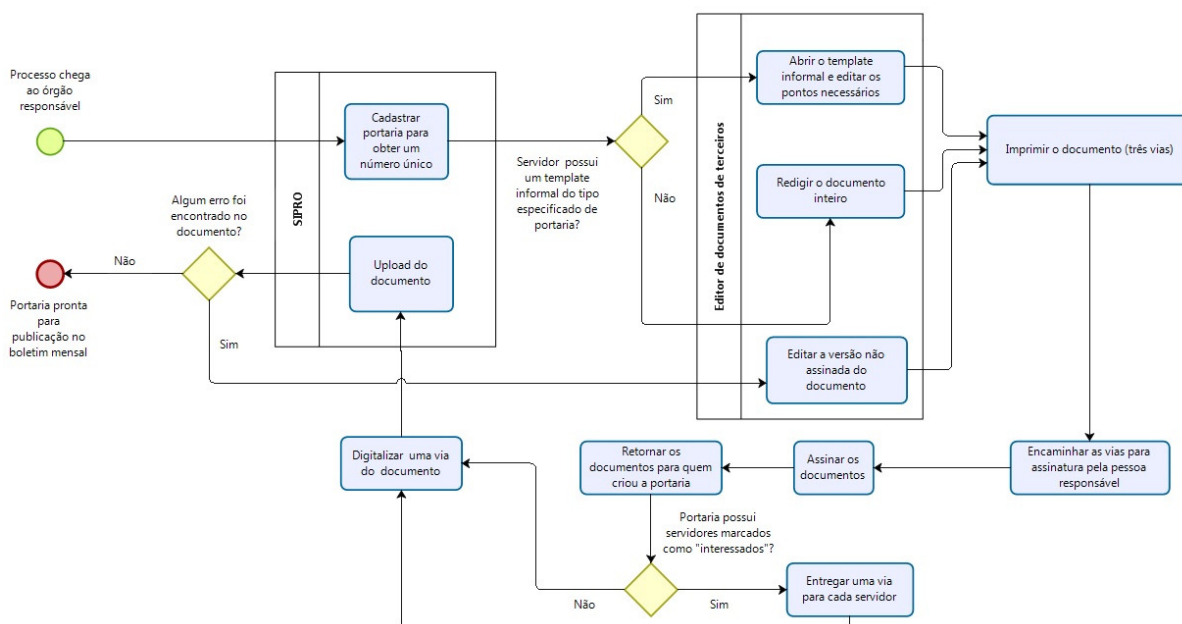 Processo chega
ao órgão
responsável
SIPRO
Cadastrar
portaria para
obter um
número único
Servidor possui
um template
informal do tipo
especificado de
portaria?
Sim
Não
Editor de documentos de terceiros
Abrir o template
informal e editar os
pontos necessários
Redigir o documento
inteiro
Editar a versão não
assinada do
documento
Imprimir o documento (três vias)
Encaminhar as vias para
assinatura pela pessoa
responsável
Assinar os
documentos
Retornar os
documentos para quem
criou a portaria
Portaria possui
servidores marcados
como "interessados"?
Não
Sim
Entregar uma via
para cada servidor
Digitalizar uma via
do documento
Upload do
documento
Algum erro foi
encontrado no
documento?
Não
Sim
Portaria pronta
para
publicação no
boletim mensal